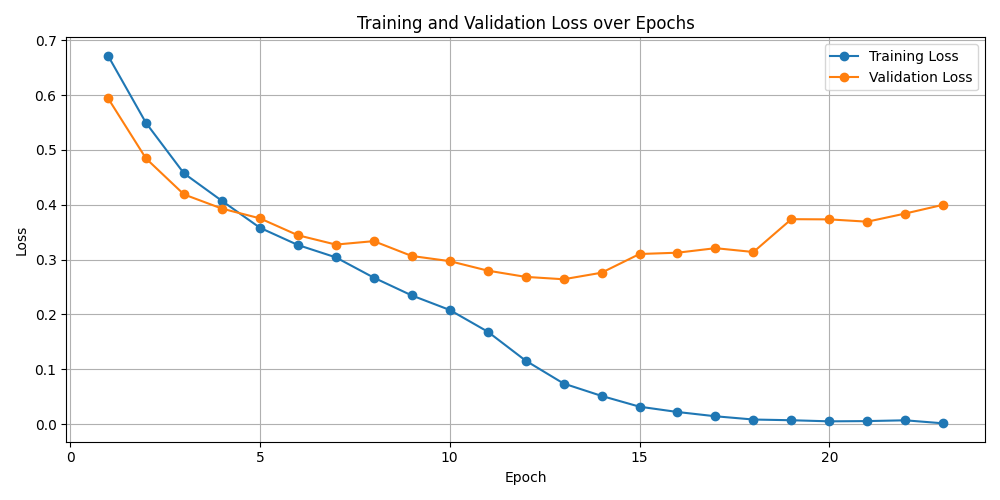 Training and Validation Loss over Epochs
Training Loss
Validation Loss
Loss
0.7
0.6
0.5
0.4
0.3
0.2
0.1
0.0
0
5
10
15
20
Epoch